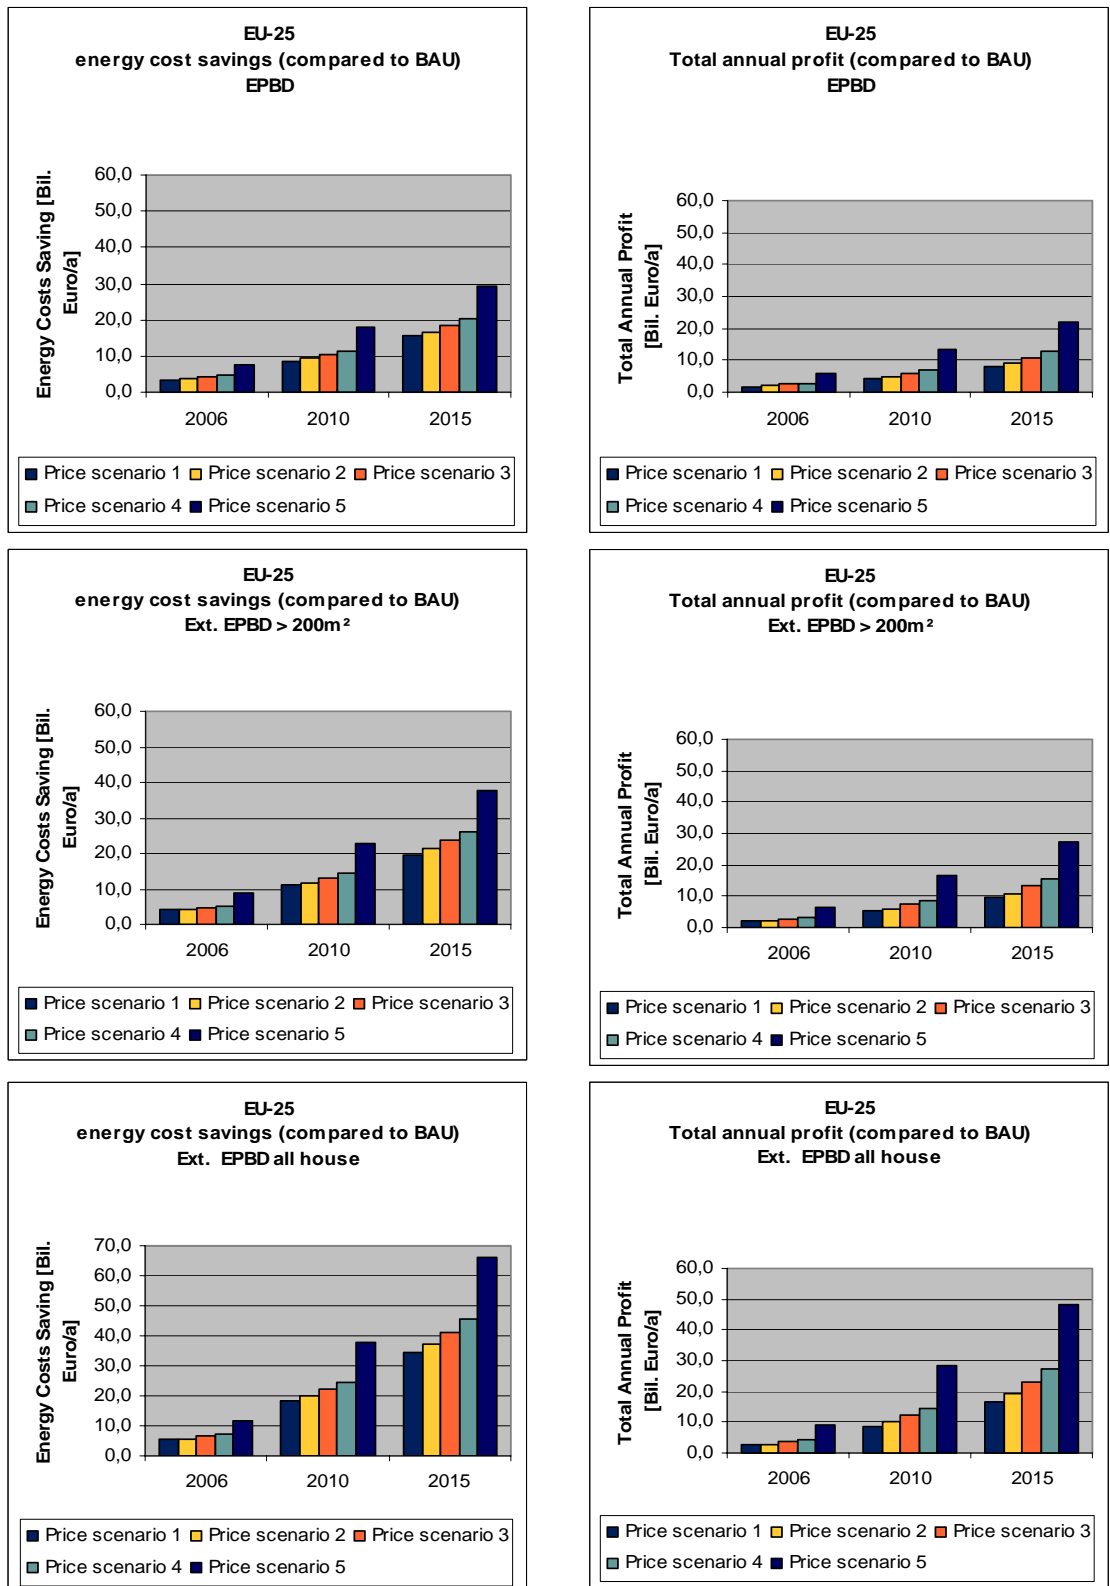 EU-25
energy cost savings (compared to BAU)
EPBD
Energy Costs Saving [Bil.
Euro/a]
60,0
50,0
40,0
30,0
20,0
10,0
0,0
2006 2010 2015
Price scenario 1 Price scenario 2 Price scenario 3
Price scenario 4 Price scenario 5
EU-25
Total annual profit (compared to BAU)
EPBD
Total Annual Profit
[Bil. Euro/a]
60,0
50,0
40,0
30,0
20,0
10,0
0,0
2006 2010 2015
Price scenario 1 Price scenario 2 Price scenario 3
Price scenario 4 Price scenario 5
EU-25
energy cost savings (compared to BAU)
Ext. EPBD > 200m²
Energy Costs Saving [Bil.
Euro/a]
60,0
50,0
40,0
30,0
20,0
10,0
0,0
2006 2010 2015
Price scenario 1 Price scenario 2 Price scenario 3
Price scenario 4 Price scenario 5
EU-25
Total annual profit (compared to BAU)
Ext. EPBD > 200m²
Total Annual Profit
[Bil. Euro/a]
60,0
50,0
40,0
30,0
20,0
10,0
0,0
2006 2010 2015
Price scenario 1 Price scenario 2 Price scenario 3
Price scenario 4 Price scenario 5
EU-25
energy cost savings (compared to BAU)
Ext. EPBD all house
Energy Costs Saving [Bil.
Euro/a]
70,0
60,0
50,0
40,0
30,0
20,0
10,0
0,0
2006 2010 2015
Price scenario 1 Price scenario 2 Price scenario 3
Price scenario 4 Price scenario 5
EU-25
Total annual profit (compared to BAU)
Ext. EPBD all house
Total Annual Profit
[Bil. Euro/a]
60,0
50,0
40,0
30,0
20,0
10,0
0,0
2006 2010 2015
Price scenario 1 Price scenario 2 Price scenario 3
Price scenario 4 Price scenario 5